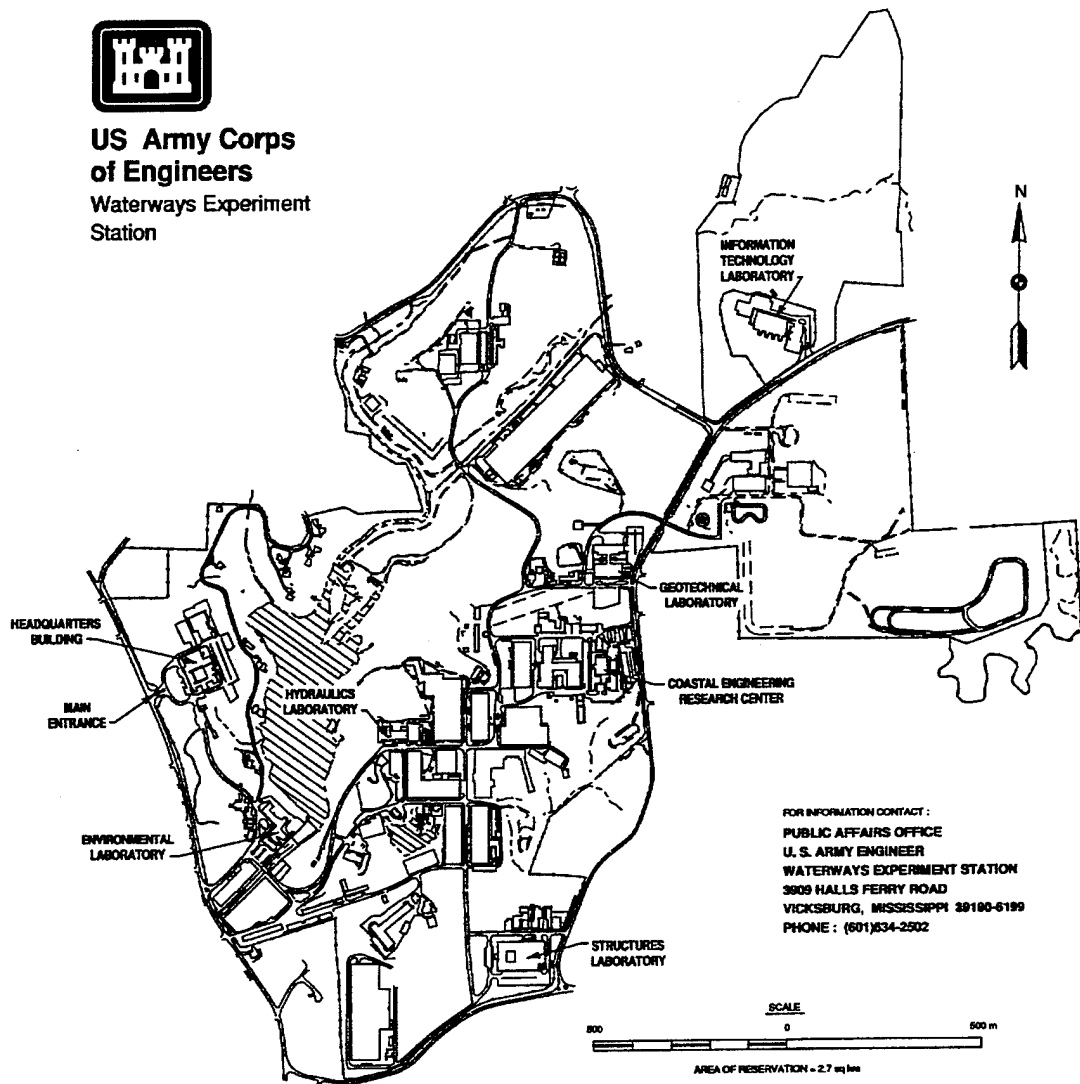 US Army Corps
of Engineers
Waterways Experiment
Station
N
INFORMATION
TECHNOLOGY
LABORATORY
GEOTECHNICAL
LABORATORY
HEADQUARTERS
BUILDING
HYDRAULICS
LABORATORY
COASTAL ENGINEERING
RESEARCH CENTER
MAIN
ENTRANCE
ENVIRONMENTAL
LABORATORY
STRUCTURES
LABORATORY
FOR INFORMATION CONTACT :
PUBLIC AFFAIRS OFFICE
U. S. ARMY ENGINEER
WATERWAYS EXPERIMENT STATION
3909 HALLS FERRY ROAD
VICKSBURG, MISSISSIPPI 39180-6199
PHONE : (601)634-2502
SCALE
500 0 500 m
AREA OF RESERVATION = 2.7 sq km